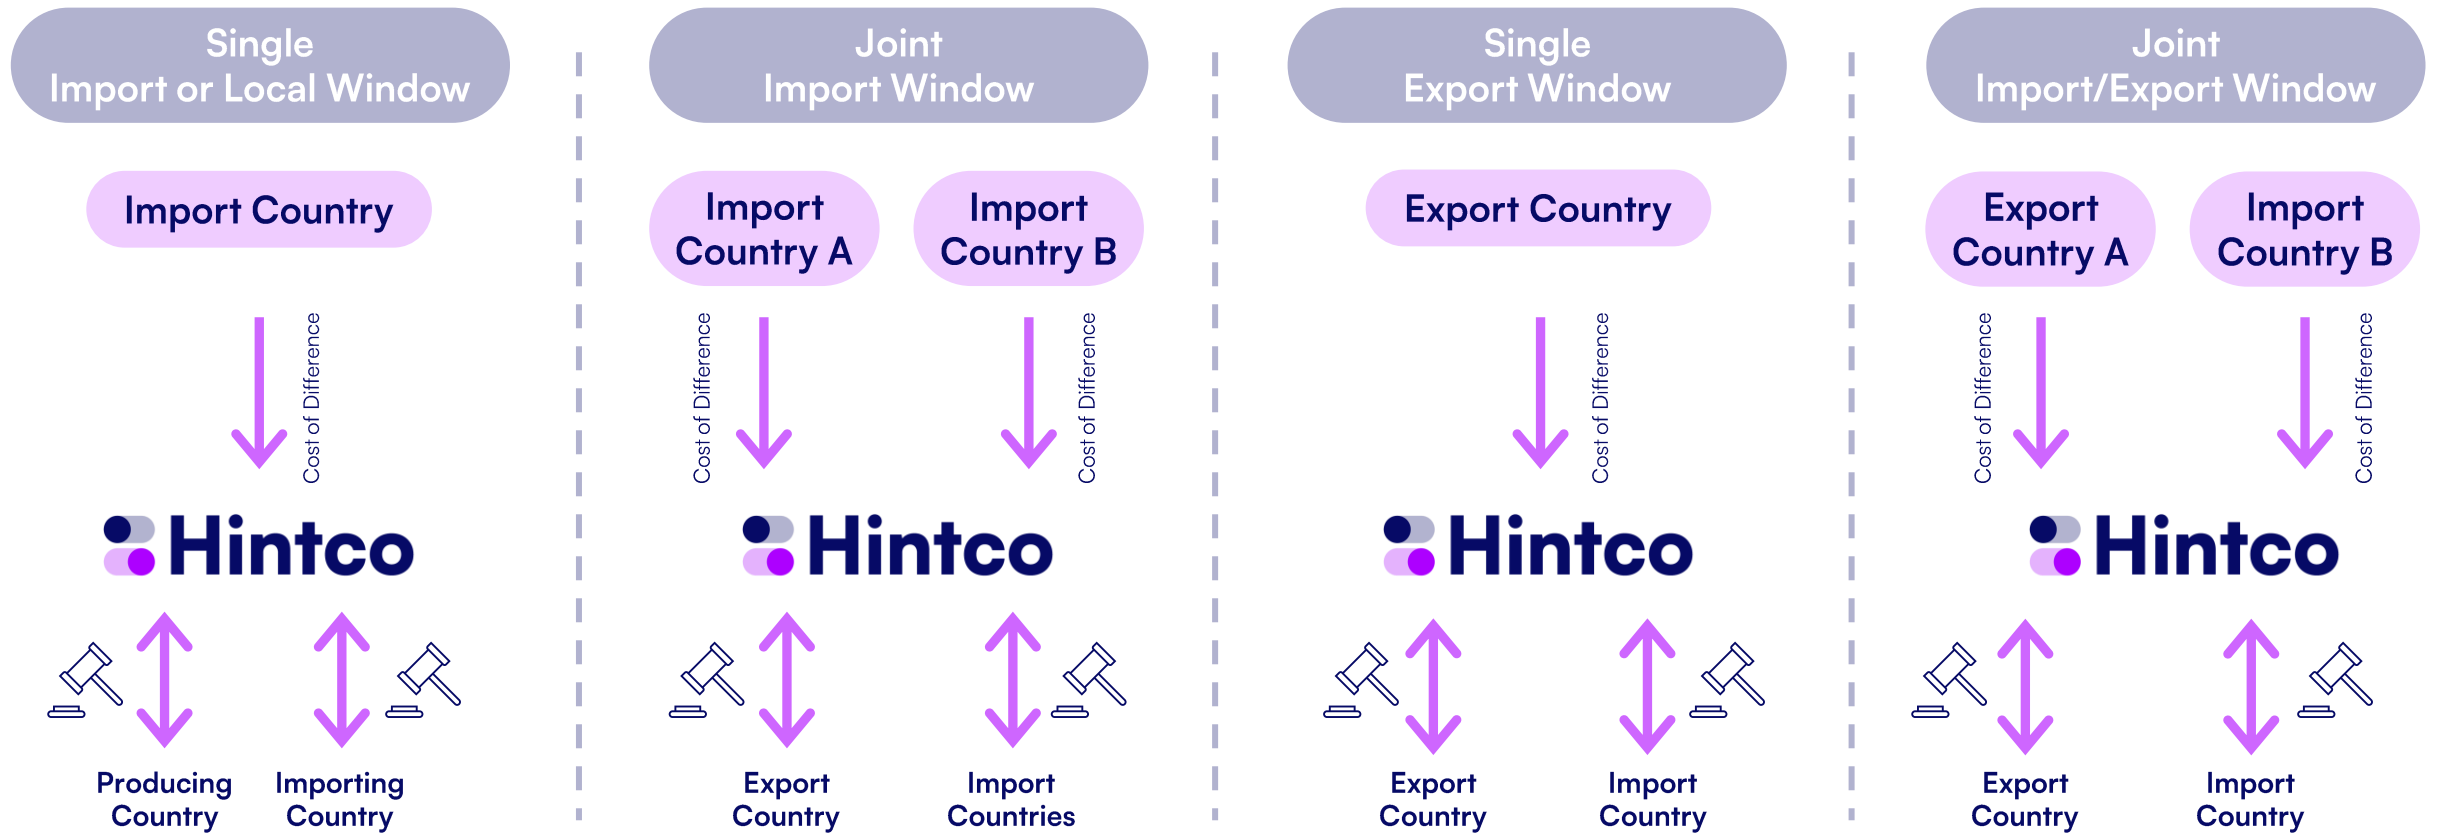 Single
Import or Local Window
Import Country
Cost of Difference
Hintco
Producing
Country
Importing
Country
Joint
Import Window
Import
Country A
Import
Country B
Cost of Difference
Cost of Difference
Hintco
Export
Country
Import
Countries
Single
Export Window
Export Country
Cost of Difference
Hintco
Export
Country
Import
Country
Joint
Import/Export Window
Export
Country A
Import
Country B
Cost of Difference
Cost of Difference
Hintco
Export
Country
Import
Country